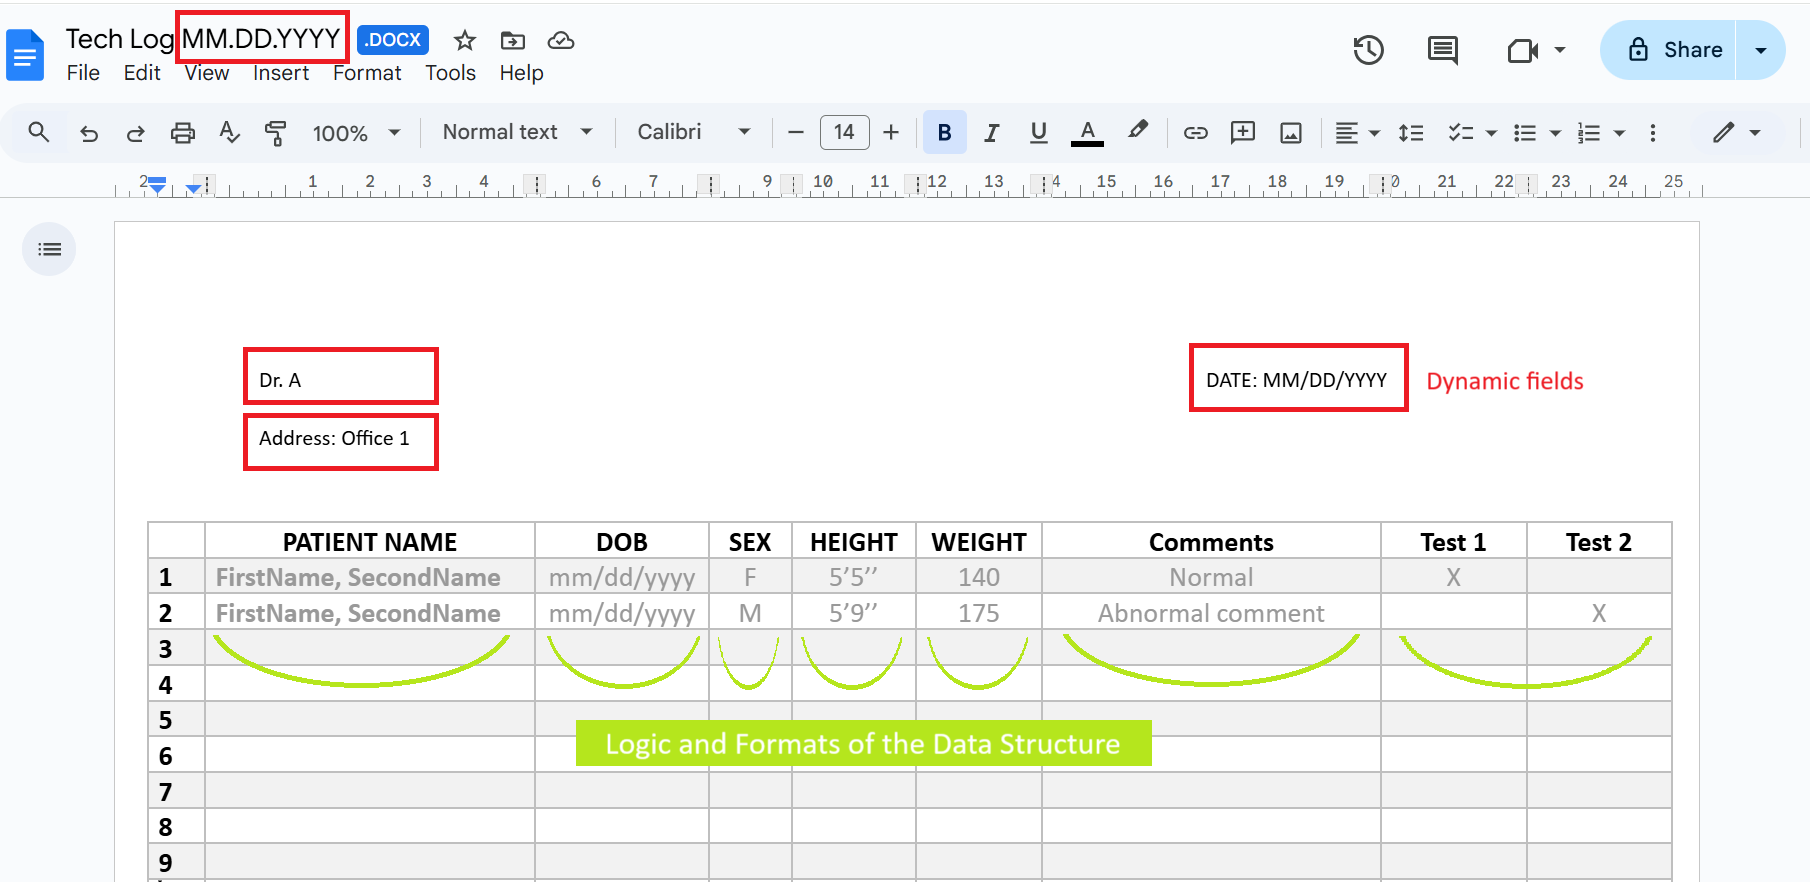 Tech Log MM.DD.YYYY .DOCX
File Edit View Insert Format Tools Help
Share
100% Normal text Calibri 14 B I U A
2 1 2 3 4 6 7 9 10 11 12 13 4 15 16 17 18 19 0 21 22 23 24 25
Dr. A
DATE: MM/DD/YYYY Dynamic fields
Address: Office 1
PATIENT NAME DOB SEX HEIGHT WEIGHT Comments Test 1 Test 2
1 FirstName, SecondName mm/dd/yyyy F 5’5’’ 140 Normal X
2 FirstName, SecondName mm/dd/yyyy M 5’9’’ 175 Abnormal comment X
3
4
5
Logic and Formats of the Data Structure
6
7
8
9